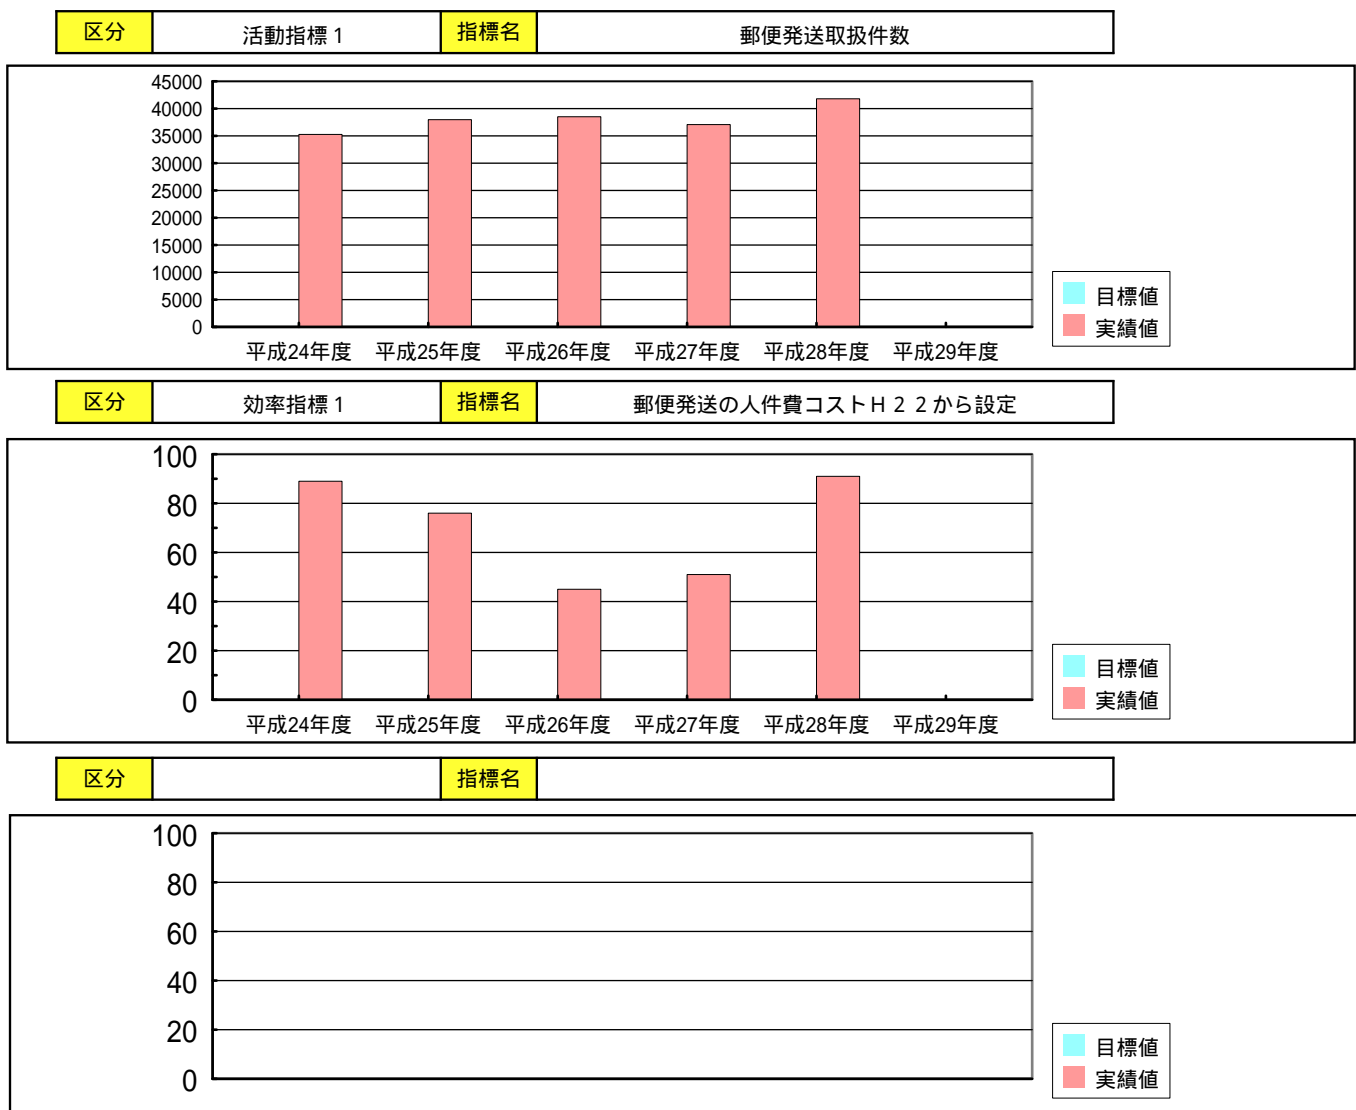 区分 活動指標1 指標名 郵便発送取扱件数
45000
40000
35000
30000
25000
20000
15000
10000
5000
0
平成24年度 平成25年度 平成26年度 平成27年度 平成28年度 平成29年度
目標値
実績値
区分 効率指標1 指標名 郵便発送の人件費コストH22から設定
100
80
60
40
20
0
平成24年度 平成25年度 平成26年度 平成27年度 平成28年度 平成29年度
目標値
実績値
区分 指標名
100
80
60
40
20
0
目標値
実績値